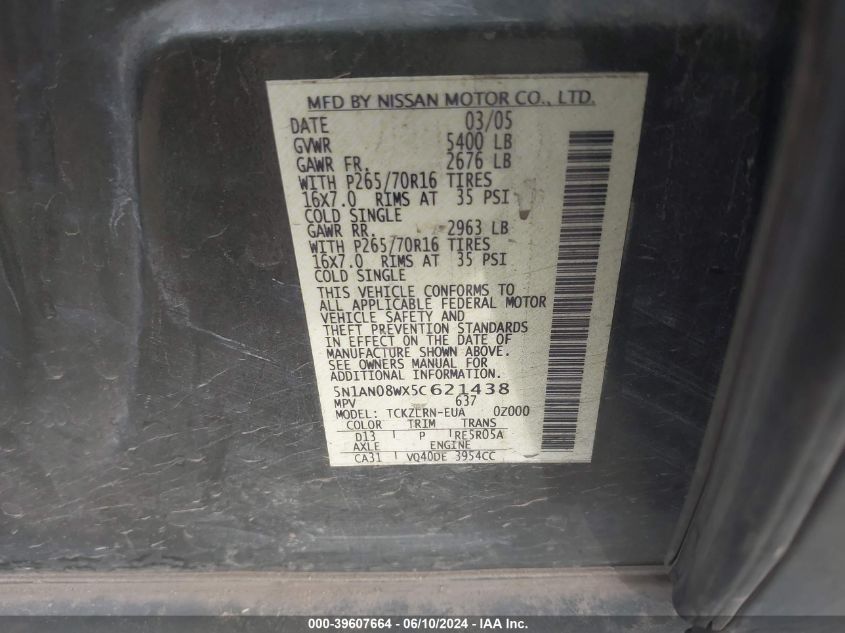 MFD BY NISSAN MOTOR CO., LTD.
DATE 03/05
GVWR 5400 LB
GAWR FR. 2676 LB
WITH P265/70R16 TIRES
16X7.0 RIMS AT 35 PSI
COLD SINGLE
GAWR RR. 2963 LB
WITH P265/70R16 TIRES
16X7.0 RIMS AT 35 PSI
COLD SINGLE
THIS VEHICLE CONFORMS TO
ALL APPLICABLE FEDERAL MOTOR
VEHICLE SAFETY AND
THEFT PREVENTION STANDARDS
IN EFFECT ON THE DATE OF
MANUFACTURE SHOWN ABOVE.
SEE OWNERS MANUAL FOR
ADDITIONAL INFORMATION.
5N1AN08WX5C621438
MPV 637
MODEL: TCKZLRN-EUA 0Z000
COLOR TRIM TRANS
D13 P RE5R05A
AXLE ENGINE
CA31 VQ40DE 3954CC
000-39607664 - 06/10/2024 - IAA Inc.